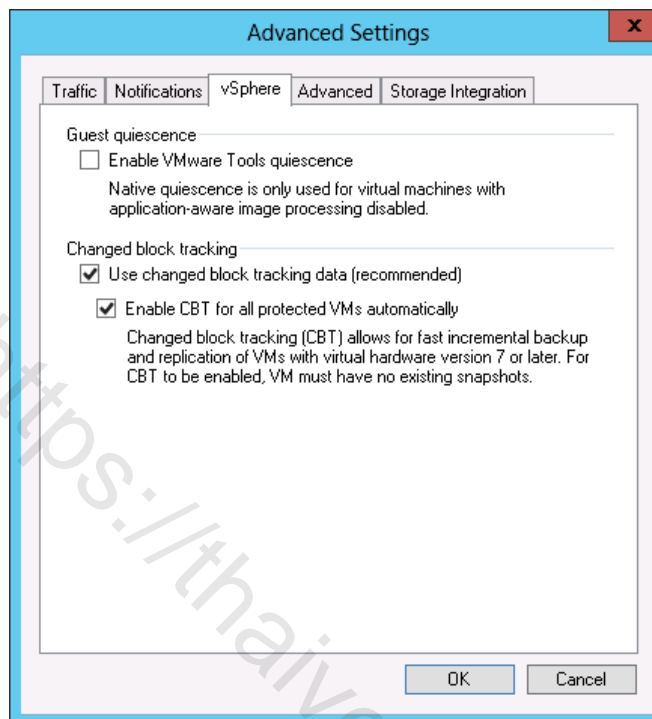 Advanced Settings
x
Traffic
Notifications
vSphere
Advanced
Storage Integration
Guest quiescence
Enable VMware Tools quiescence
Native quiescence is only used for virtual machines with
application-aware image processing disabled.
Changed block tracking
Use changed block tracking data (recommended)
Enable CBT for all protected VMs automatically
Changed block tracking (CBT) allows for fast incremental backup
and replication of VMs with virtual hardware version 7 or later. For
CBT to be enabled, VM must have no existing snapshots.
OK
Cancel